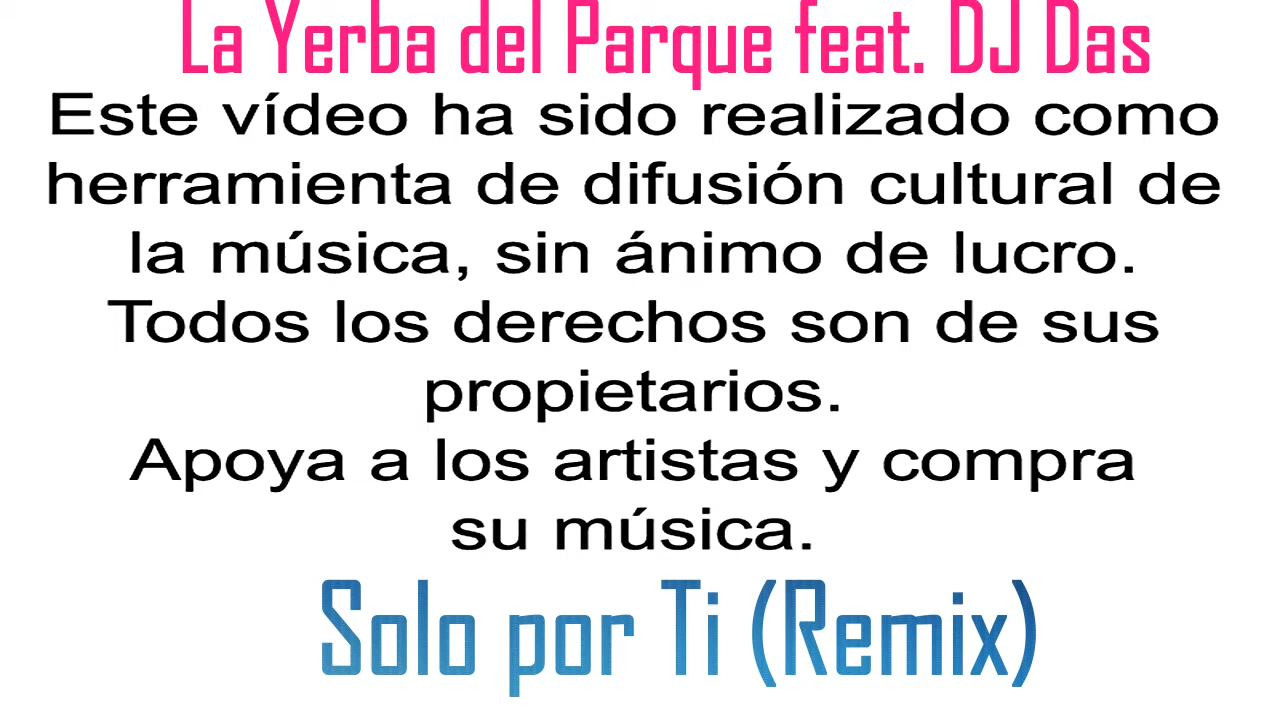 La Yerba del Parque feat. DJ Das
Este vídeo ha sido realizado como
herramienta de difusión cultural de
la música, sin ánimo de lucro.
Todos los derechos son de sus
propietarios.
Apoya a los artistas y compra
su música.
Solo por Ti (Remix)